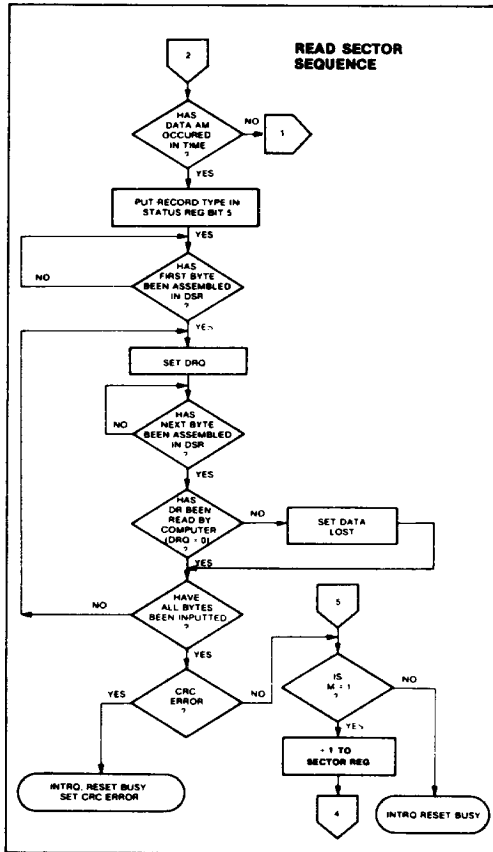 READ SECTOR
SEQUENCE
2
HAS
DATA AM
OCCURED
IN TIME
?
NO
1
YES
PUT RECORD TYPE IN
STATUS REG BIT 5
YES
NO
HAS
FIRST BYTE
BEEN ASSEMBLED
IN DSR
?
YES
SET DRQ
NO
HAS
NEXT BYTE
BEEN ASSEMBLED
IN DSR
?
YES
HAS
DR BEEN
READ BY
COMPUTER
(DRQ = 0)
?
NO
SET DATA
LOST
YES
NO
HAVE
ALL BYTES
BEEN INPUTTED
?
YES
5
YES
CRC
ERROR
?
NO
IS
M = 1
?
NO
YES
+ 1 TO
SECTOR REG
INTRQ. RESET BUSY
SET CRC ERROR
4
INTRQ RESET BUSY